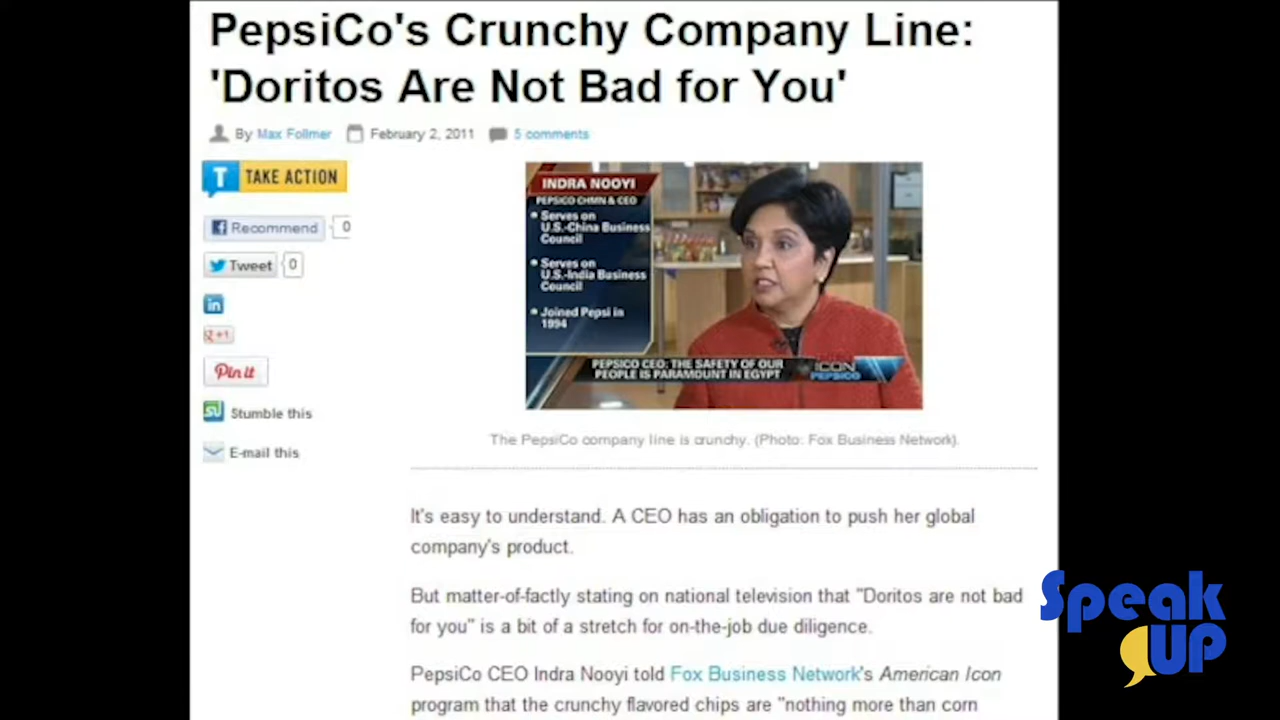 PepsiCo's Crunchy Company Line:
'Doritos Are Not Bad for You'
By Max Follmer February 2, 2011 5 comments
T TAKE ACTION
Recommend 0
Tweet 0
in
g +1
Pin it
Stumble this
E-mail this
INDRA NOOYI
PEPSICO CHMN & CEO
• Serves on
U.S.-China Business
Council
• Serves on
U.S.-India Business
Council
• Joined Pepsi in
1994
PEPSICO CEO: THE SAFETY OF OUR
PEOPLE IS PARAMOUNT IN EGYPT
ICON
PEPSICO
The PepsiCo company line is crunchy. (Photo: Fox Business Network).
It's easy to understand. A CEO has an obligation to push her global
company's product.
But matter-of-factly stating on national television that "Doritos are not bad
for you" is a bit of a stretch for on-the-job due diligence.
PepsiCo CEO Indra Nooyi told Fox Business Network's American Icon
program that the crunchy flavored chips are "nothing more than corn
Speak
UP